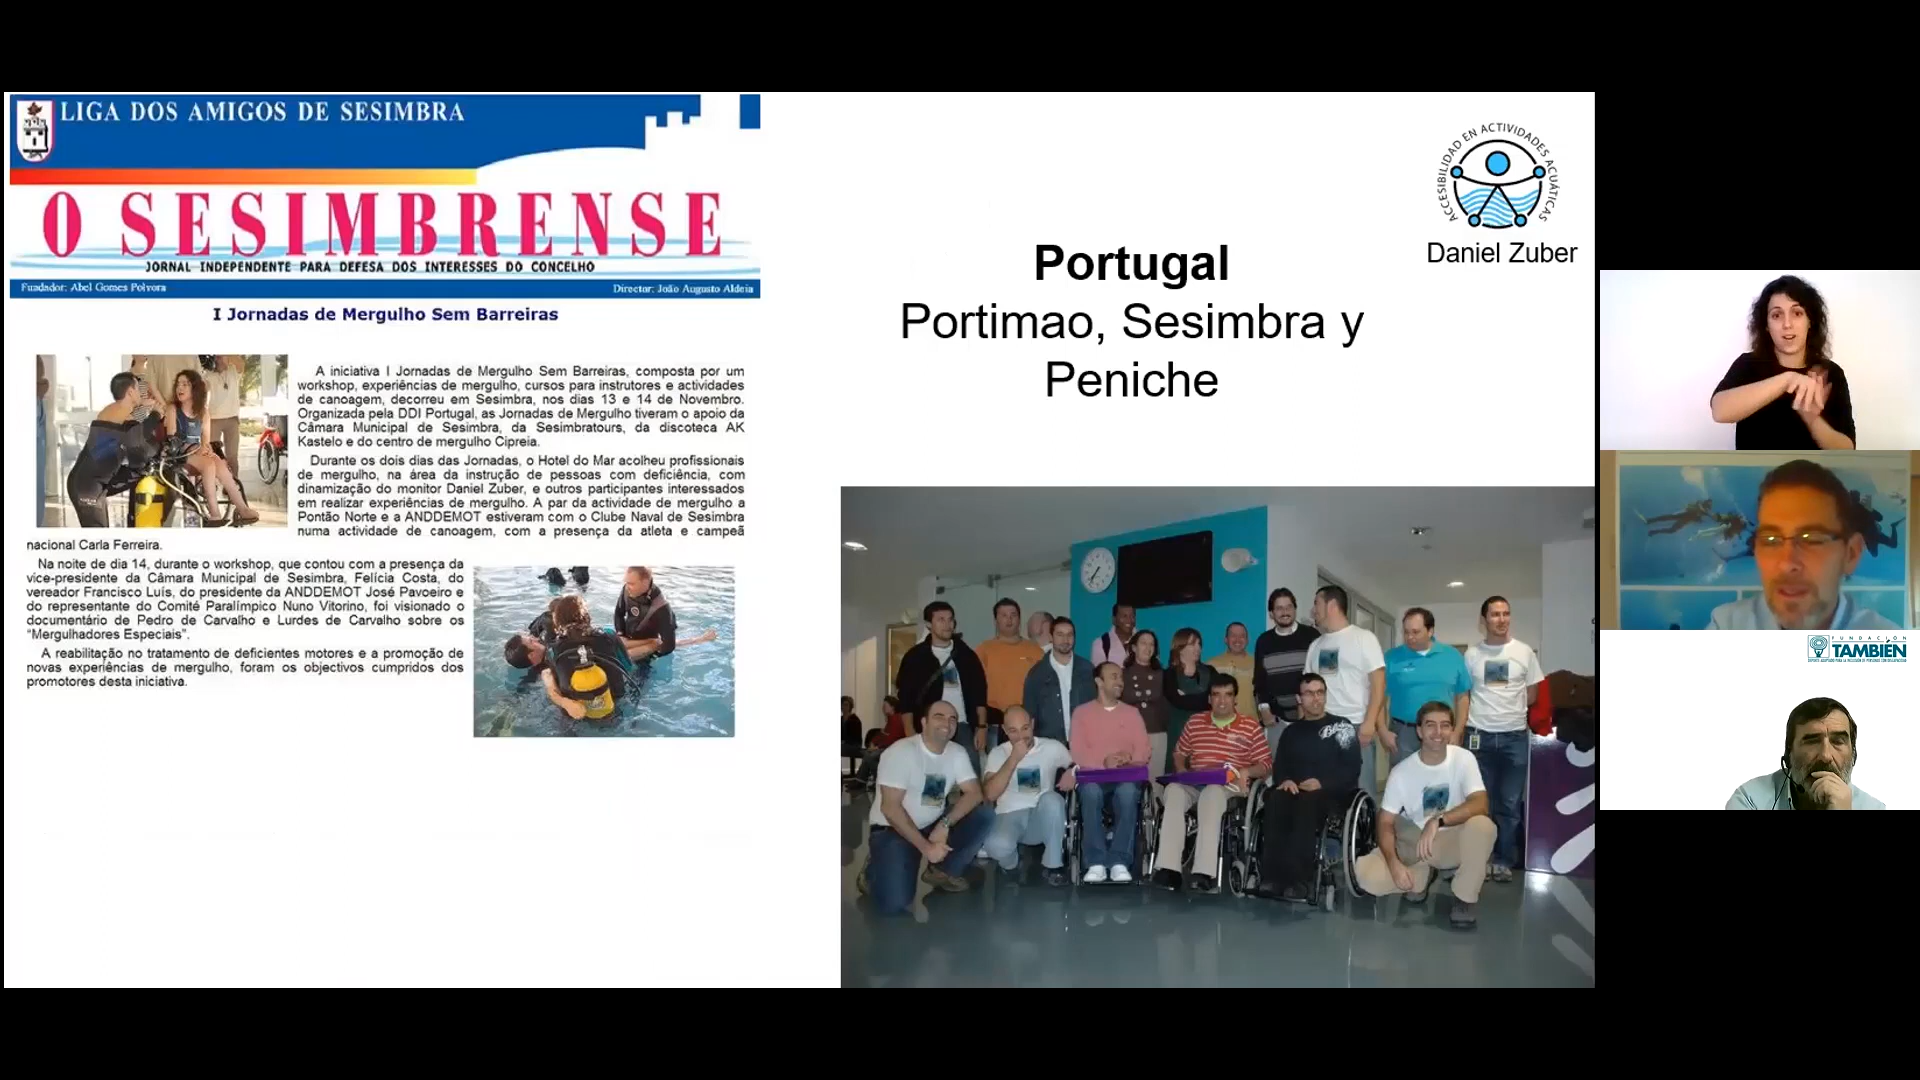 LIGA DOS AMIGOS DE SESIMBRA
O SESIMBRENSE
JORNAL INDEPENDENTE PARA DEFESA DOS INTERESSES DO CONCELHO
Fundador: Abel Gomes Polvora
Director: João Augusto Aldeia
I Jornadas de Mergulho Sem Barreiras
A iniciativa I Jornadas de Mergulho Sem Barreiras, composta por um
workshop, experiências de mergulho, cursos para instrutores e actividades
de canoagem, decorreu em Sesimbra, nos dias 13 e 14 de Novembro.
Organizada pela DDI Portugal, as Jornadas de Mergulho tiveram o apoio da
Câmara Municipal de Sesimbra, da Sesimbratours, da discoteca AK
Kastelo e do centro de mergulho Cipreia.
Durante os dois dias das Jornadas, o Hotel do Mar acolheu profissionais
de mergulho, na área da instrução de pessoas com deficiência, com
dinamização do monitor Daniel Zuber, e outros participantes interessados
em realizar experiências de mergulho. A par da actividade de mergulho a
Pontão Norte e a ANDDEMOT estiveram com o Clube Naval de Sesimbra
numa actividade de canoagem, com a presença da atleta e campeã
nacional Carla Ferreira.
Na noite de dia 14, durante o workshop, que contou com a presença da
vice-presidente da Câmara Municipal de Sesimbra, Felícia Costa, do
vereador Francisco Luís, do presidente da ANDDEMOT José Pavoeiro e
do representante do Comité Paralímpico Nuno Vitorino, foi visionado o
documentário de Pedro de Carvalho e Lurdes de Carvalho sobre os
“Mergulhadores Especiais”.
A reabilitação no tratamento de deficientes motores e a promoção de
novas experiências de mergulho, foram os objectivos cumpridos dos
promotores desta iniciativa.
Portugal
Portimao, Sesimbra y
Peniche
ACCESIBILIDAD EN ACTIVIDADES ACUÁTICAS
Daniel Zuber
FUNDACIÓN
TAMBIÉN